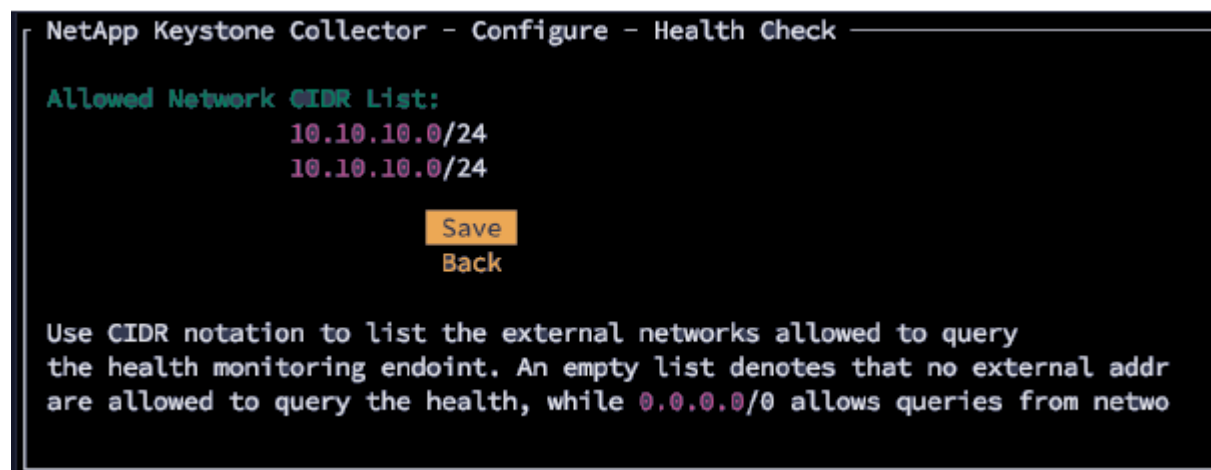 NetApp Keystone Collector - Configure - Health Check
Allowed Network CIDR List:
10.10.10.0/24
10.10.10.0/24
Save
Back
Use CIDR notation to list the external networks allowed to query
the health monitoring endoint. An empty list denotes that no external addr
are allowed to query the health, while 0.0.0.0/0 allows queries from netwo